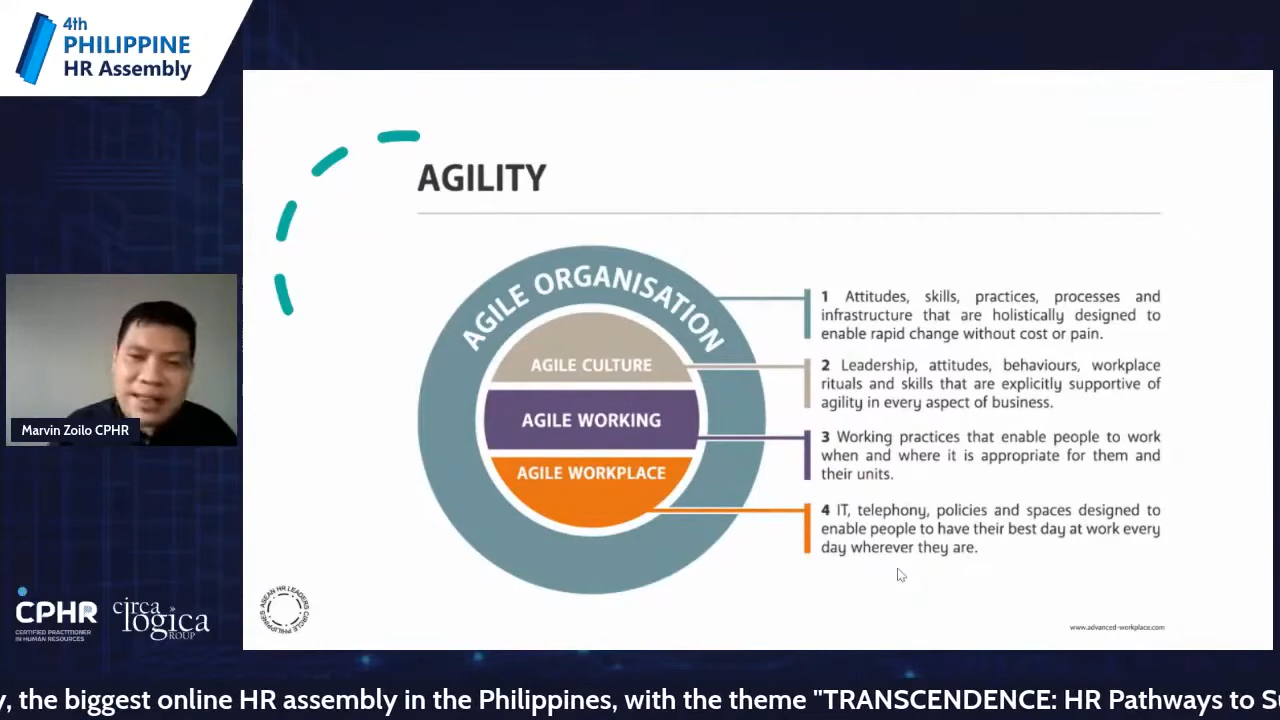 4th
PHILIPPINE
HR Assembly
AGILITY
AGILE ORGANISATION
AGILE CULTURE
AGILE WORKING
AGILE WORKPLACE
1 Attitudes, skills, practices, processes and
infrastructure that are holistically designed to
enable rapid change without cost or pain.
2 Leadership, attitudes, behaviours, workplace
rituals and skills that are explicitly supportive of
agility in every aspect of business.
3 Working practices that enable people to work
when and where it is appropriate for them and
their units.
4 IT, telephony, policies and spaces designed to
enable people to have their best day at work every
day wherever they are.
Marvin Zoilo CPHR
CPHR
CERTIFIED PRACTITIONER
IN HUMAN RESOURCES
circa
logica
GROUP
ASEAN HR LEADERS CIRCLE PHILIPPINES
www.advanced-workplace.com
y, the biggest online HR assembly in the Philippines, with the theme "TRANSCENDENCE: HR Pathways to S